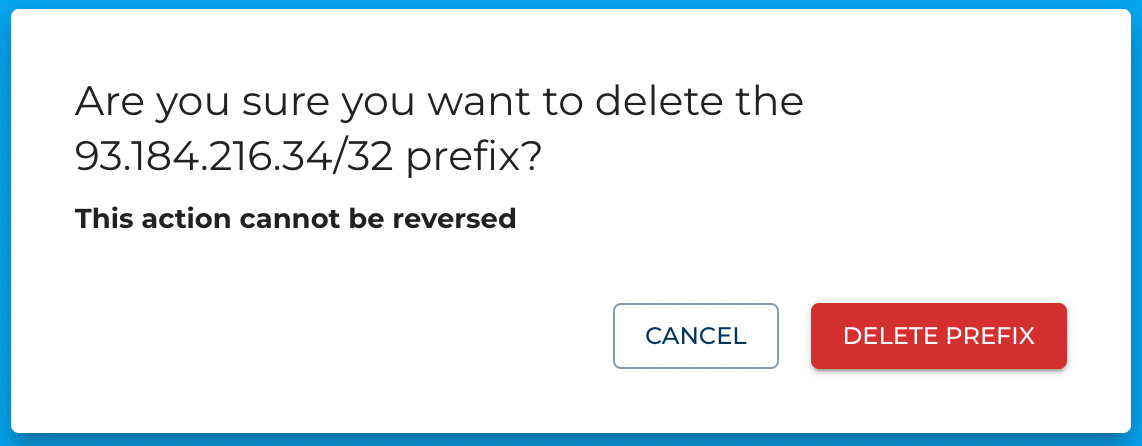 Are you sure you want to delete the
93.184.216.34/32 prefix?
This action cannot be reversed
CANCEL
DELETE PREFIX